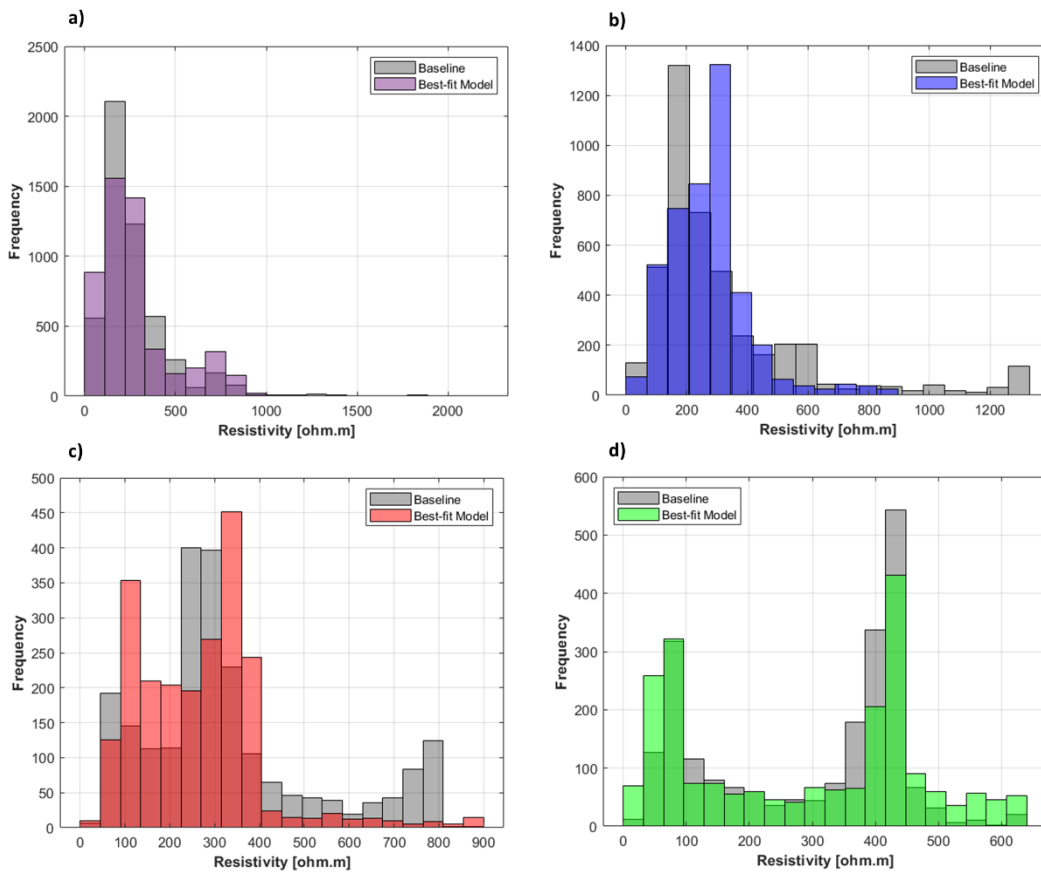 a)
2500
2000
1500
1000
500
0
Frequency
0 500 1000 1500 2000
Resistivity [ohm.m]
Baseline
Best-fit Model
b)
1400
1200
1000
800
600
400
200
0
Frequency
0 200 400 600 800 1000 1200
Resistivity [ohm.m]
Baseline
Best-fit Model
c)
500
450
400
350
300
250
200
150
100
50
0
Frequency
0 100 200 300 400 500 600 700 800 900
Resistivity [ohm.m]
Baseline
Best-fit Model
d)
600
500
400
300
200
100
0
Frequency
0 100 200 300 400 500 600
Resistivity [ohm.m]
Baseline
Best-fit Model